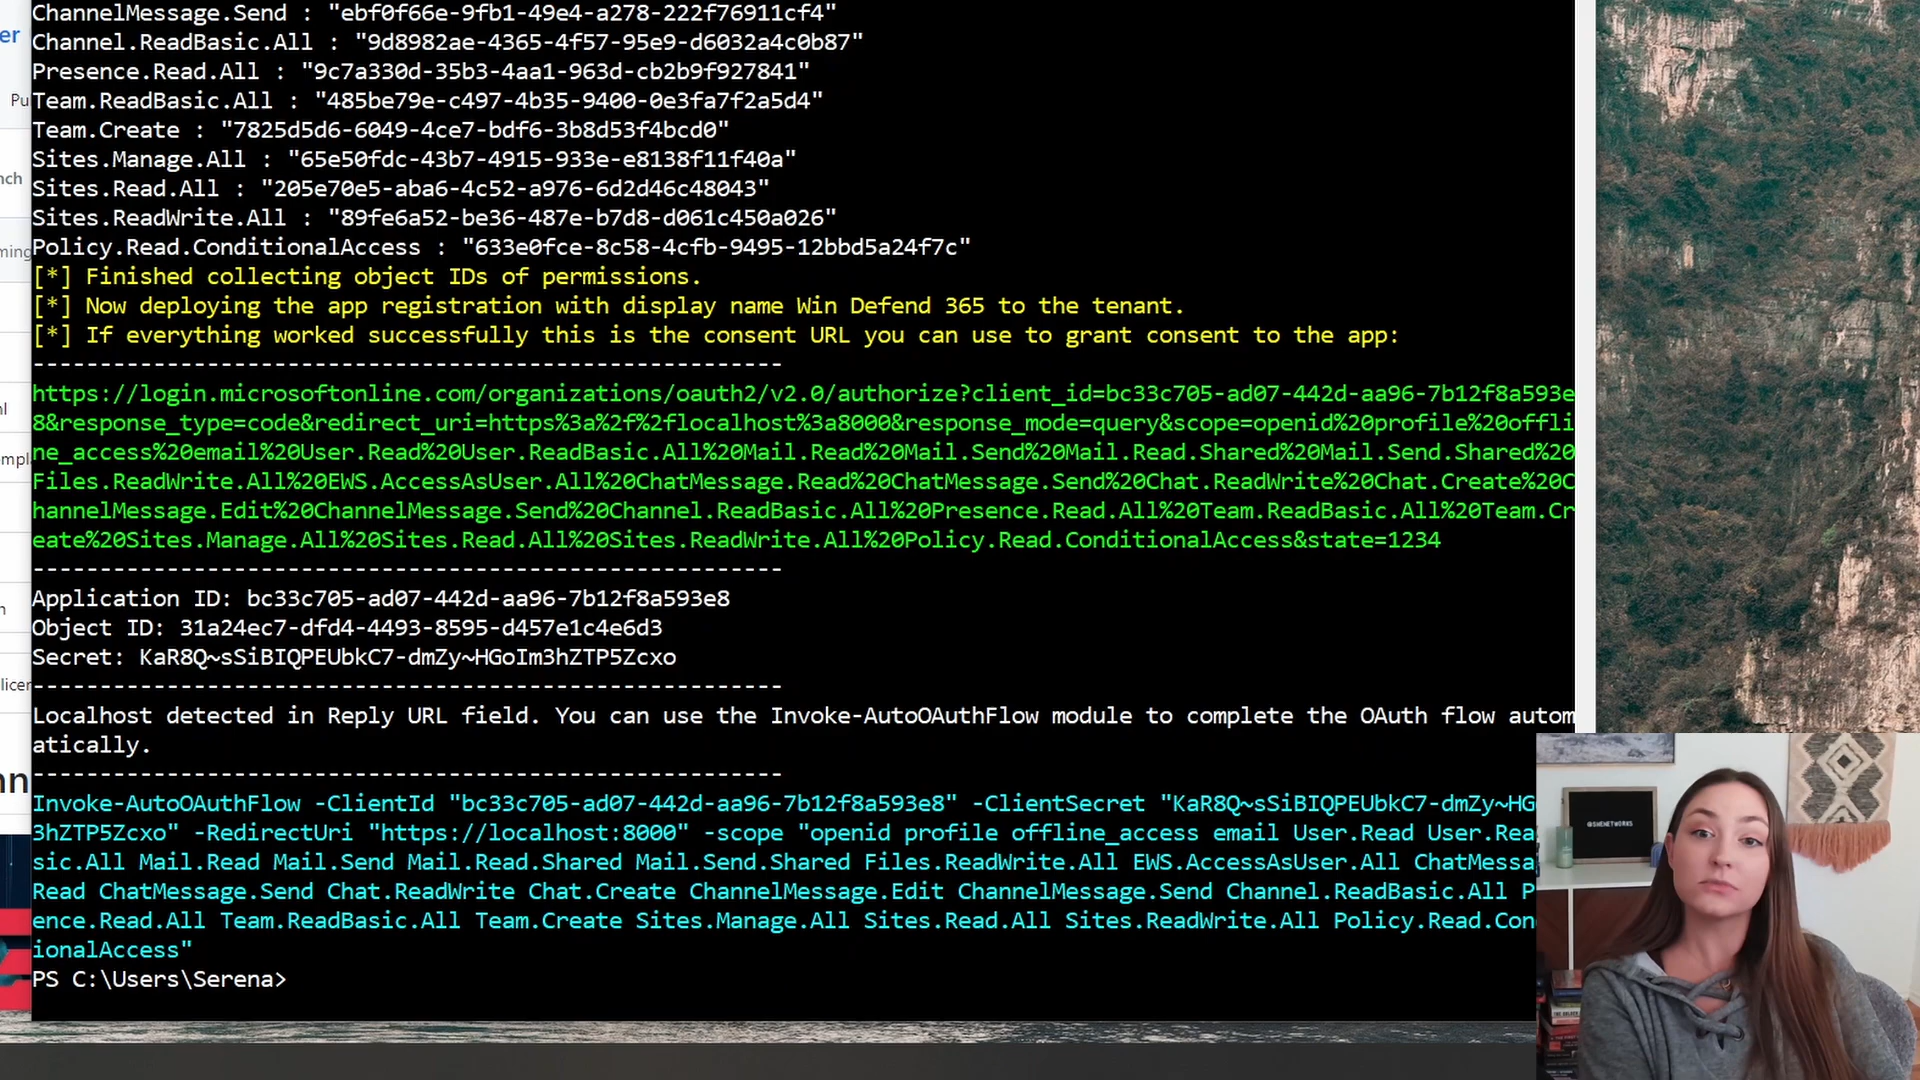 er
Pu
nch
ming
nl
mpl
n
licen
nn
ChannelMessage.Send : "ebf0f66e-9fb1-49e4-a278-222f76911cf4"
Channel.ReadBasic.All : "9d8982ae-4365-4f57-95e9-d6032a4c0b87"
Presence.Read.All : "9c7a330d-35b3-4aa1-963d-cb2b9f927841"
Team.ReadBasic.All : "485be79e-c497-4b35-9400-0e3fa7f2a5d4"
Team.Create : "7825d5d6-6049-4ce7-bdf6-3b8d53f4bcd0"
Sites.Manage.All : "65e50fdc-43b7-4915-933e-e8138f11f40a"
Sites.Read.All : "205e70e5-aba6-4c52-a976-6d2d46c48043"
Sites.ReadWrite.All : "89fe6a52-be36-487e-b7d8-d061c450a026"
Policy.Read.ConditionalAccess : "633e0fce-8c58-4cfb-9495-12bbd5a24f7c"
[*] Finished collecting object IDs of permissions.
[*] Now deploying the app registration with display name Win Defend 365 to the tenant.
[*] If everything worked successfully this is the consent URL you can use to grant consent to the app:
--------------------------------------------------------
https://login.microsoftonline.com/organizations/oauth2/v2.0/authorize?client_id=bc33c705-ad07-442d-aa96-7b12f8a593e
8&response_type=code&redirect_uri=https%3a%2f%2flocalhost%3a8000&response_mode=query&scope=openid%20profile%20offli
ne_access%20email%20User.Read%20User.ReadBasic.All%20Mail.Read%20Mail.Send%20Mail.Read.Shared%20Mail.Send.Shared%20
Files.ReadWrite.All%20EWS.AccessAsUser.All%20ChatMessage.Read%20ChatMessage.Send%20Chat.ReadWrite%20Chat.Create%20C
hannelMessage.Edit%20ChannelMessage.Send%20Channel.ReadBasic.All%20Presence.Read.All%20Team.ReadBasic.All%20Team.Cr
eate%20Sites.Manage.All%20Sites.Read.All%20Sites.ReadWrite.All%20Policy.Read.ConditionalAccess&state=1234
--------------------------------------------------------
Application ID: bc33c705-ad07-442d-aa96-7b12f8a593e8
Object ID: 31a24ec7-dfd4-4493-8595-d457e1c4e6d3
Secret: KaR8Q~sSiBIQPEUbkC7-dmZy~HGoIm3hZTP5Zcxo
--------------------------------------------------------
Localhost detected in Reply URL field. You can use the Invoke-AutoOAuthFlow module to complete the OAuth flow autom
atically.
--------------------------------------------------------
Invoke-AutoOAuthFlow -ClientId "bc33c705-ad07-442d-aa96-7b12f8a593e8" -ClientSecret "KaR8Q~sSiBIQPEUbkC7-dmZy~HG
3hZTP5Zcxo" -RedirectUri "https://localhost:8000" -scope "openid profile offline_access email User.Read User.Rea
sic.All Mail.Read Mail.Send Mail.Read.Shared Mail.Send.Shared Files.ReadWrite.All EWS.AccessAsUser.All ChatMessa
Read ChatMessage.Send Chat.ReadWrite Chat.Create ChannelMessage.Edit ChannelMessage.Send Channel.ReadBasic.All P
ence.Read.All Team.ReadBasic.All Team.Create Sites.Manage.All Sites.Read.All Sites.ReadWrite.All Policy.Read.Con
ionalAccess"
PS C:\Users\Serena>
@SHENETWORKS